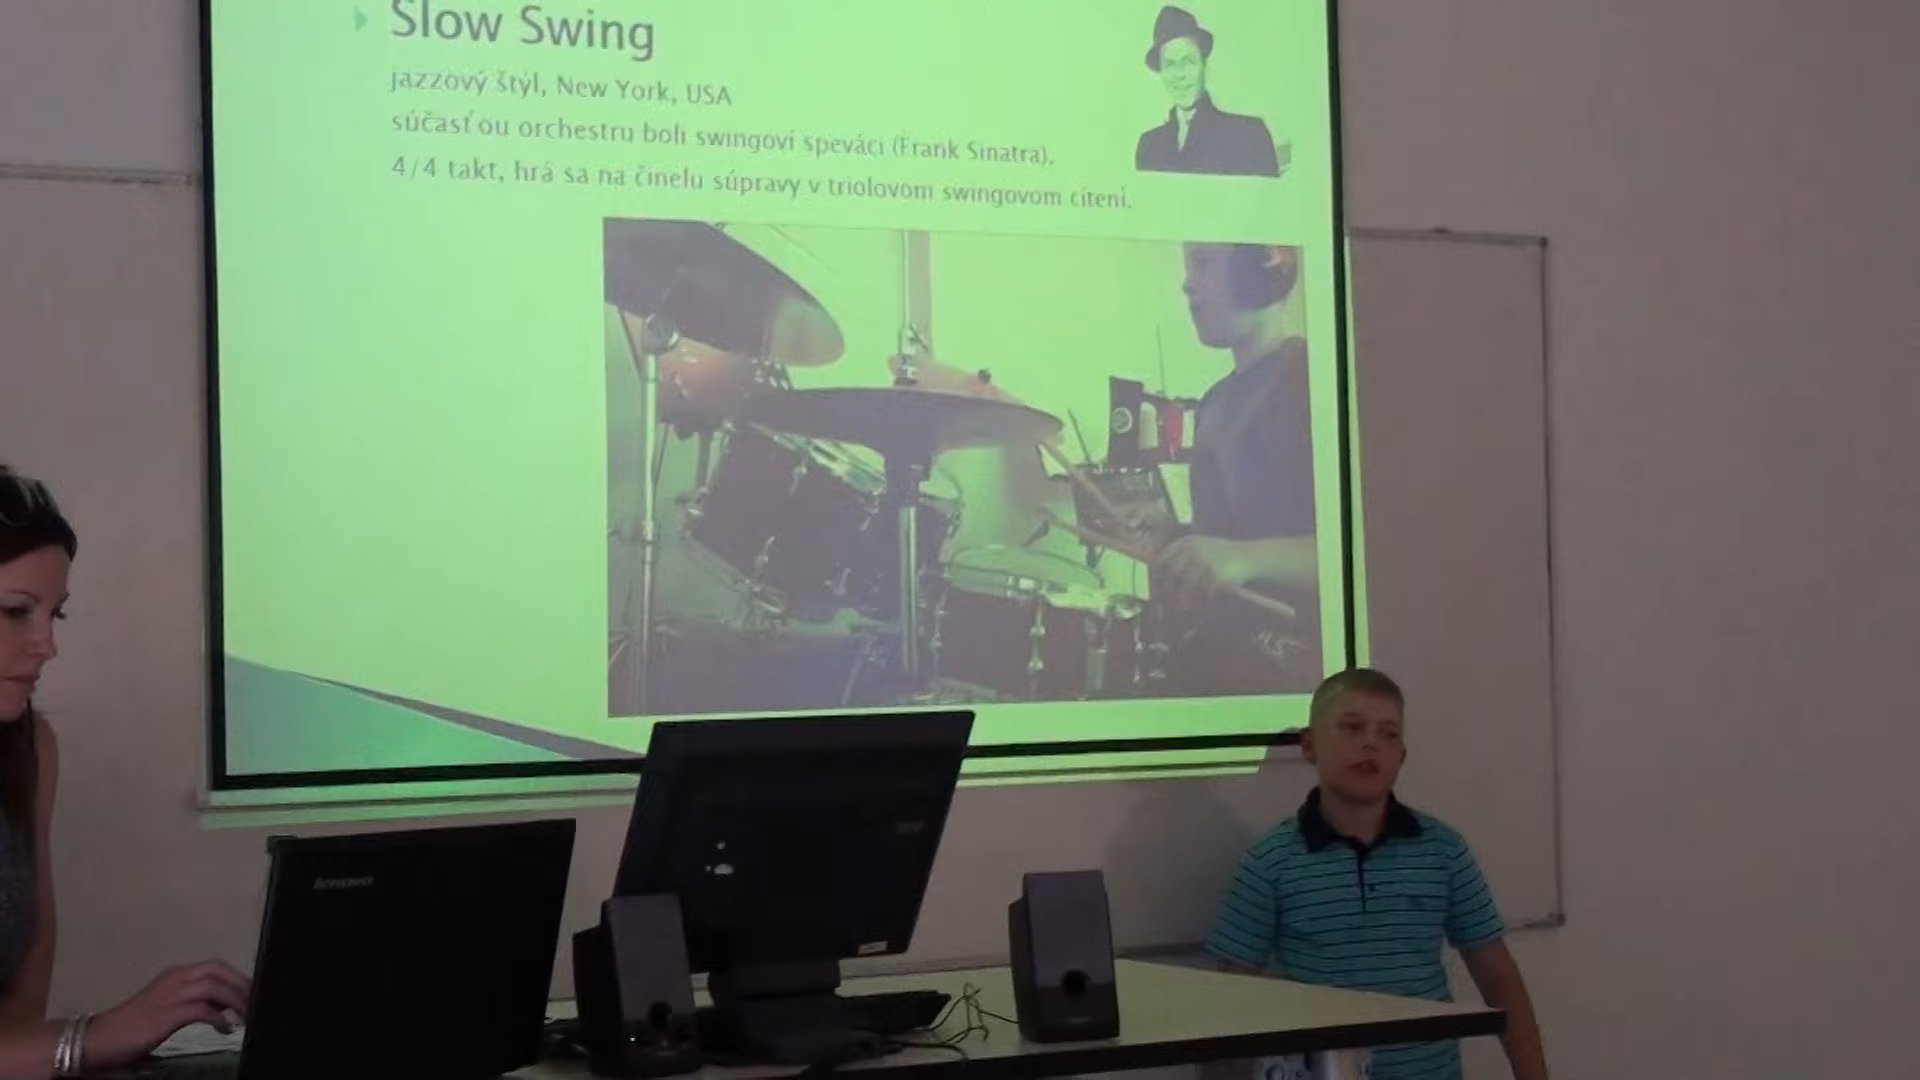 Slow Swing
jazzový štýl, New York, USA
súčasťou orchestru boli swingoví speváci (Frank Sinatra),
4/4 takt, hrá sa na činelu súpravy v triolovom swingovom cítení.
lenovo